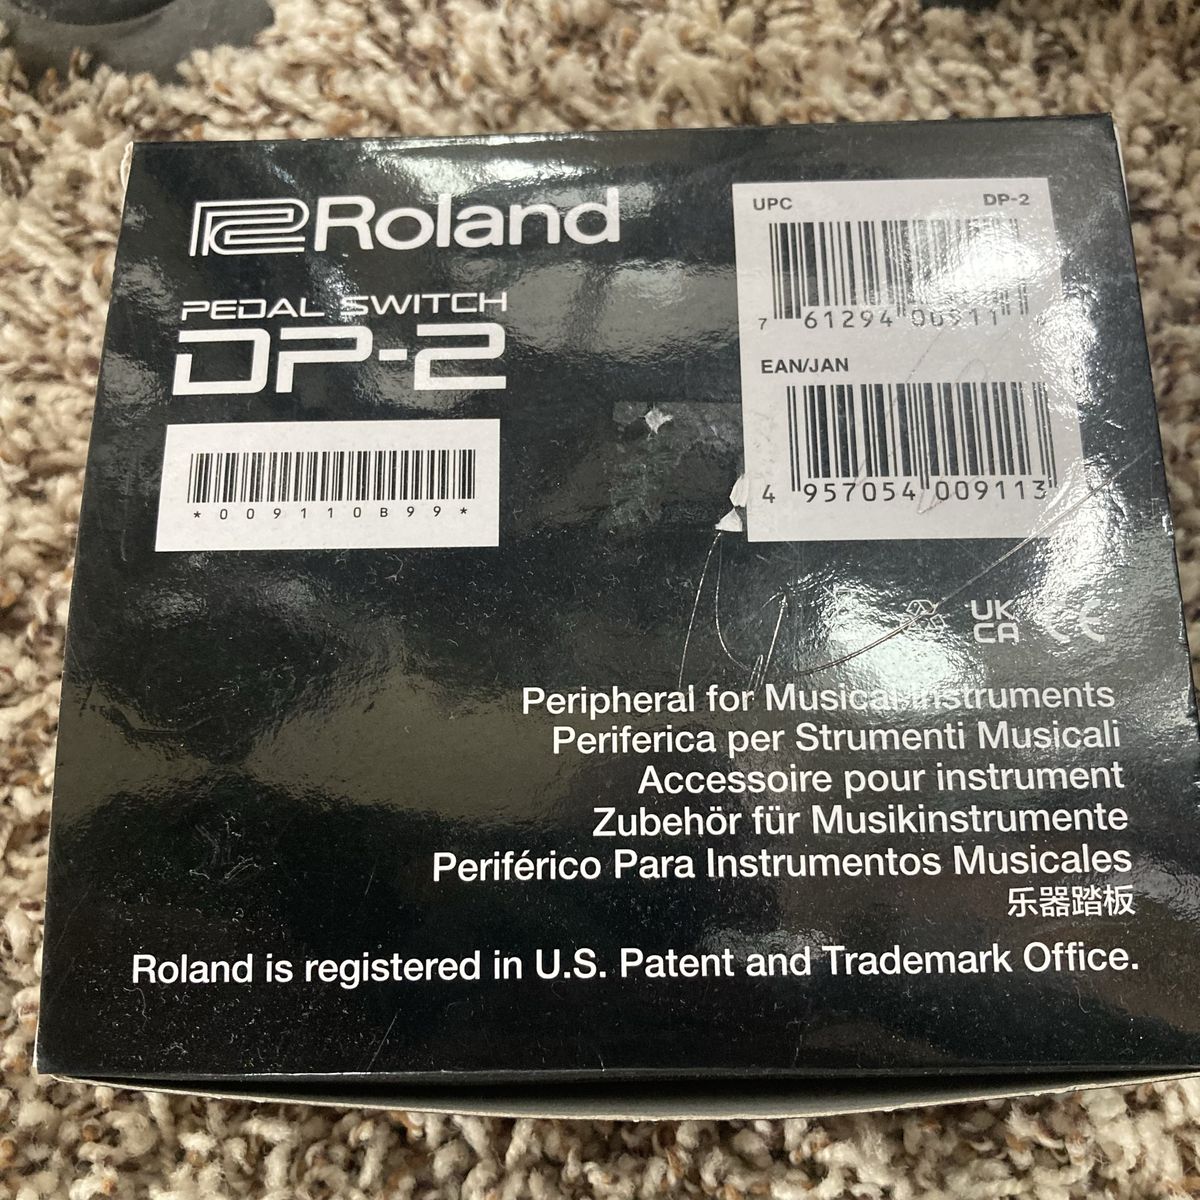 Roland
PEDAL SWITCH
DP-2
*009110B99*
UPC DP-2
7 61294 00911
EAN/JAN
4 957054 009113
UK
CA
CE
Peripheral for Musical Instruments
Periferica per Strumenti Musicali
Accessoire pour instrument
Zubehör für Musikinstrumente
Periférico Para Instrumentos Musicales
乐器踏板
Roland is registered in U.S. Patent and Trademark Office.